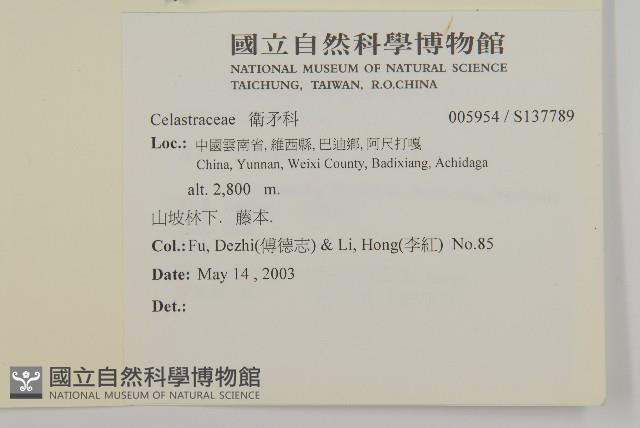 國立自然科學博物館
NATIONAL MUSEUM OF NATURAL SCIENCE
TAICHUNG, TAIWAN, R.O.CHINA
Celastraceae 衛矛科 005954 / S137789
Loc.: 中國雲南省, 維西縣, 巴迪鄉, 阿尺打嘎
China, Yunnan, Weixi County, Badixiang, Achidaga
alt. 2,800 m.
山坡林下. 藤本.
Col.: Fu, Dezhi(傅德志) & Li, Hong(李紅) No.85
Date: May 14 , 2003
Det.:
國立自然科學博物館
NATIONAL MUSEUM OF NATURAL SCIENCE